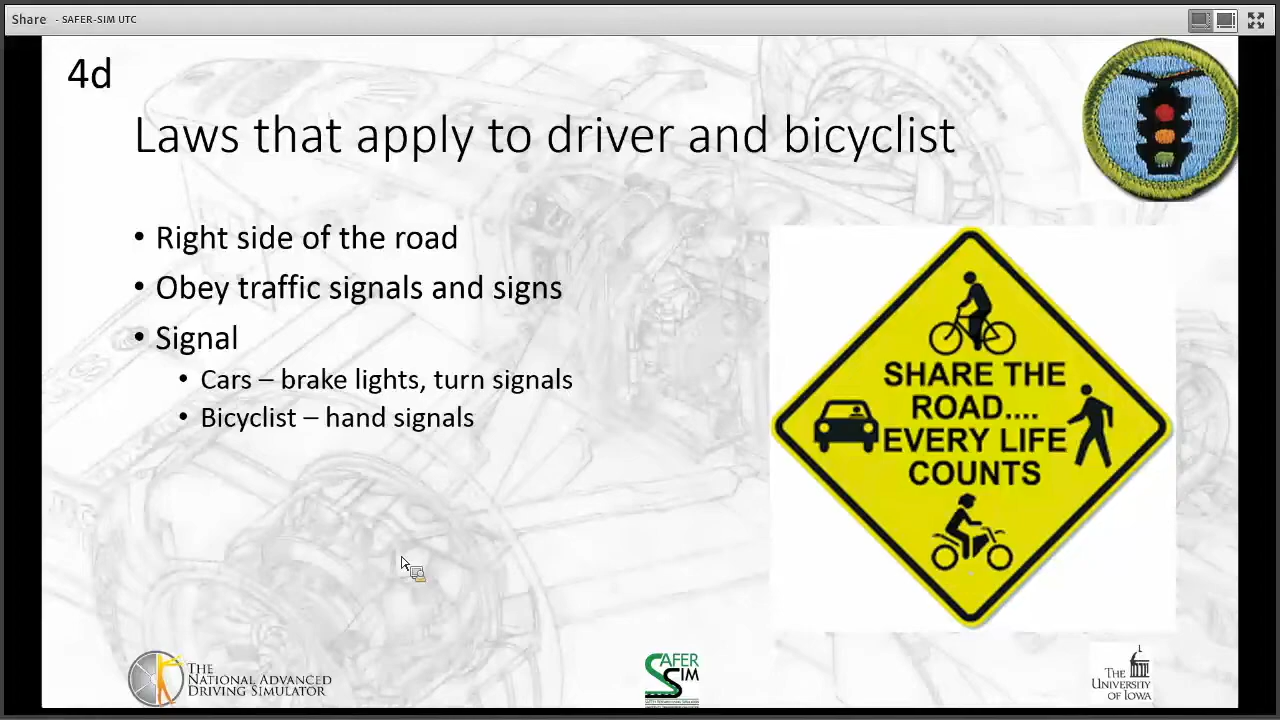 Share - SAFER-SIM UTC
4d
Laws that apply to driver and bicyclist
• Right side of the road
• Obey traffic signals and signs
• Signal
• Cars – brake lights, turn signals
• Bicyclist – hand signals
SHARE THE
ROAD....
EVERY LIFE
COUNTS
THE
NATIONAL ADVANCED
DRIVING SIMULATOR
SAFER
SIM
THE
UNIVERSITY
OF IOWA